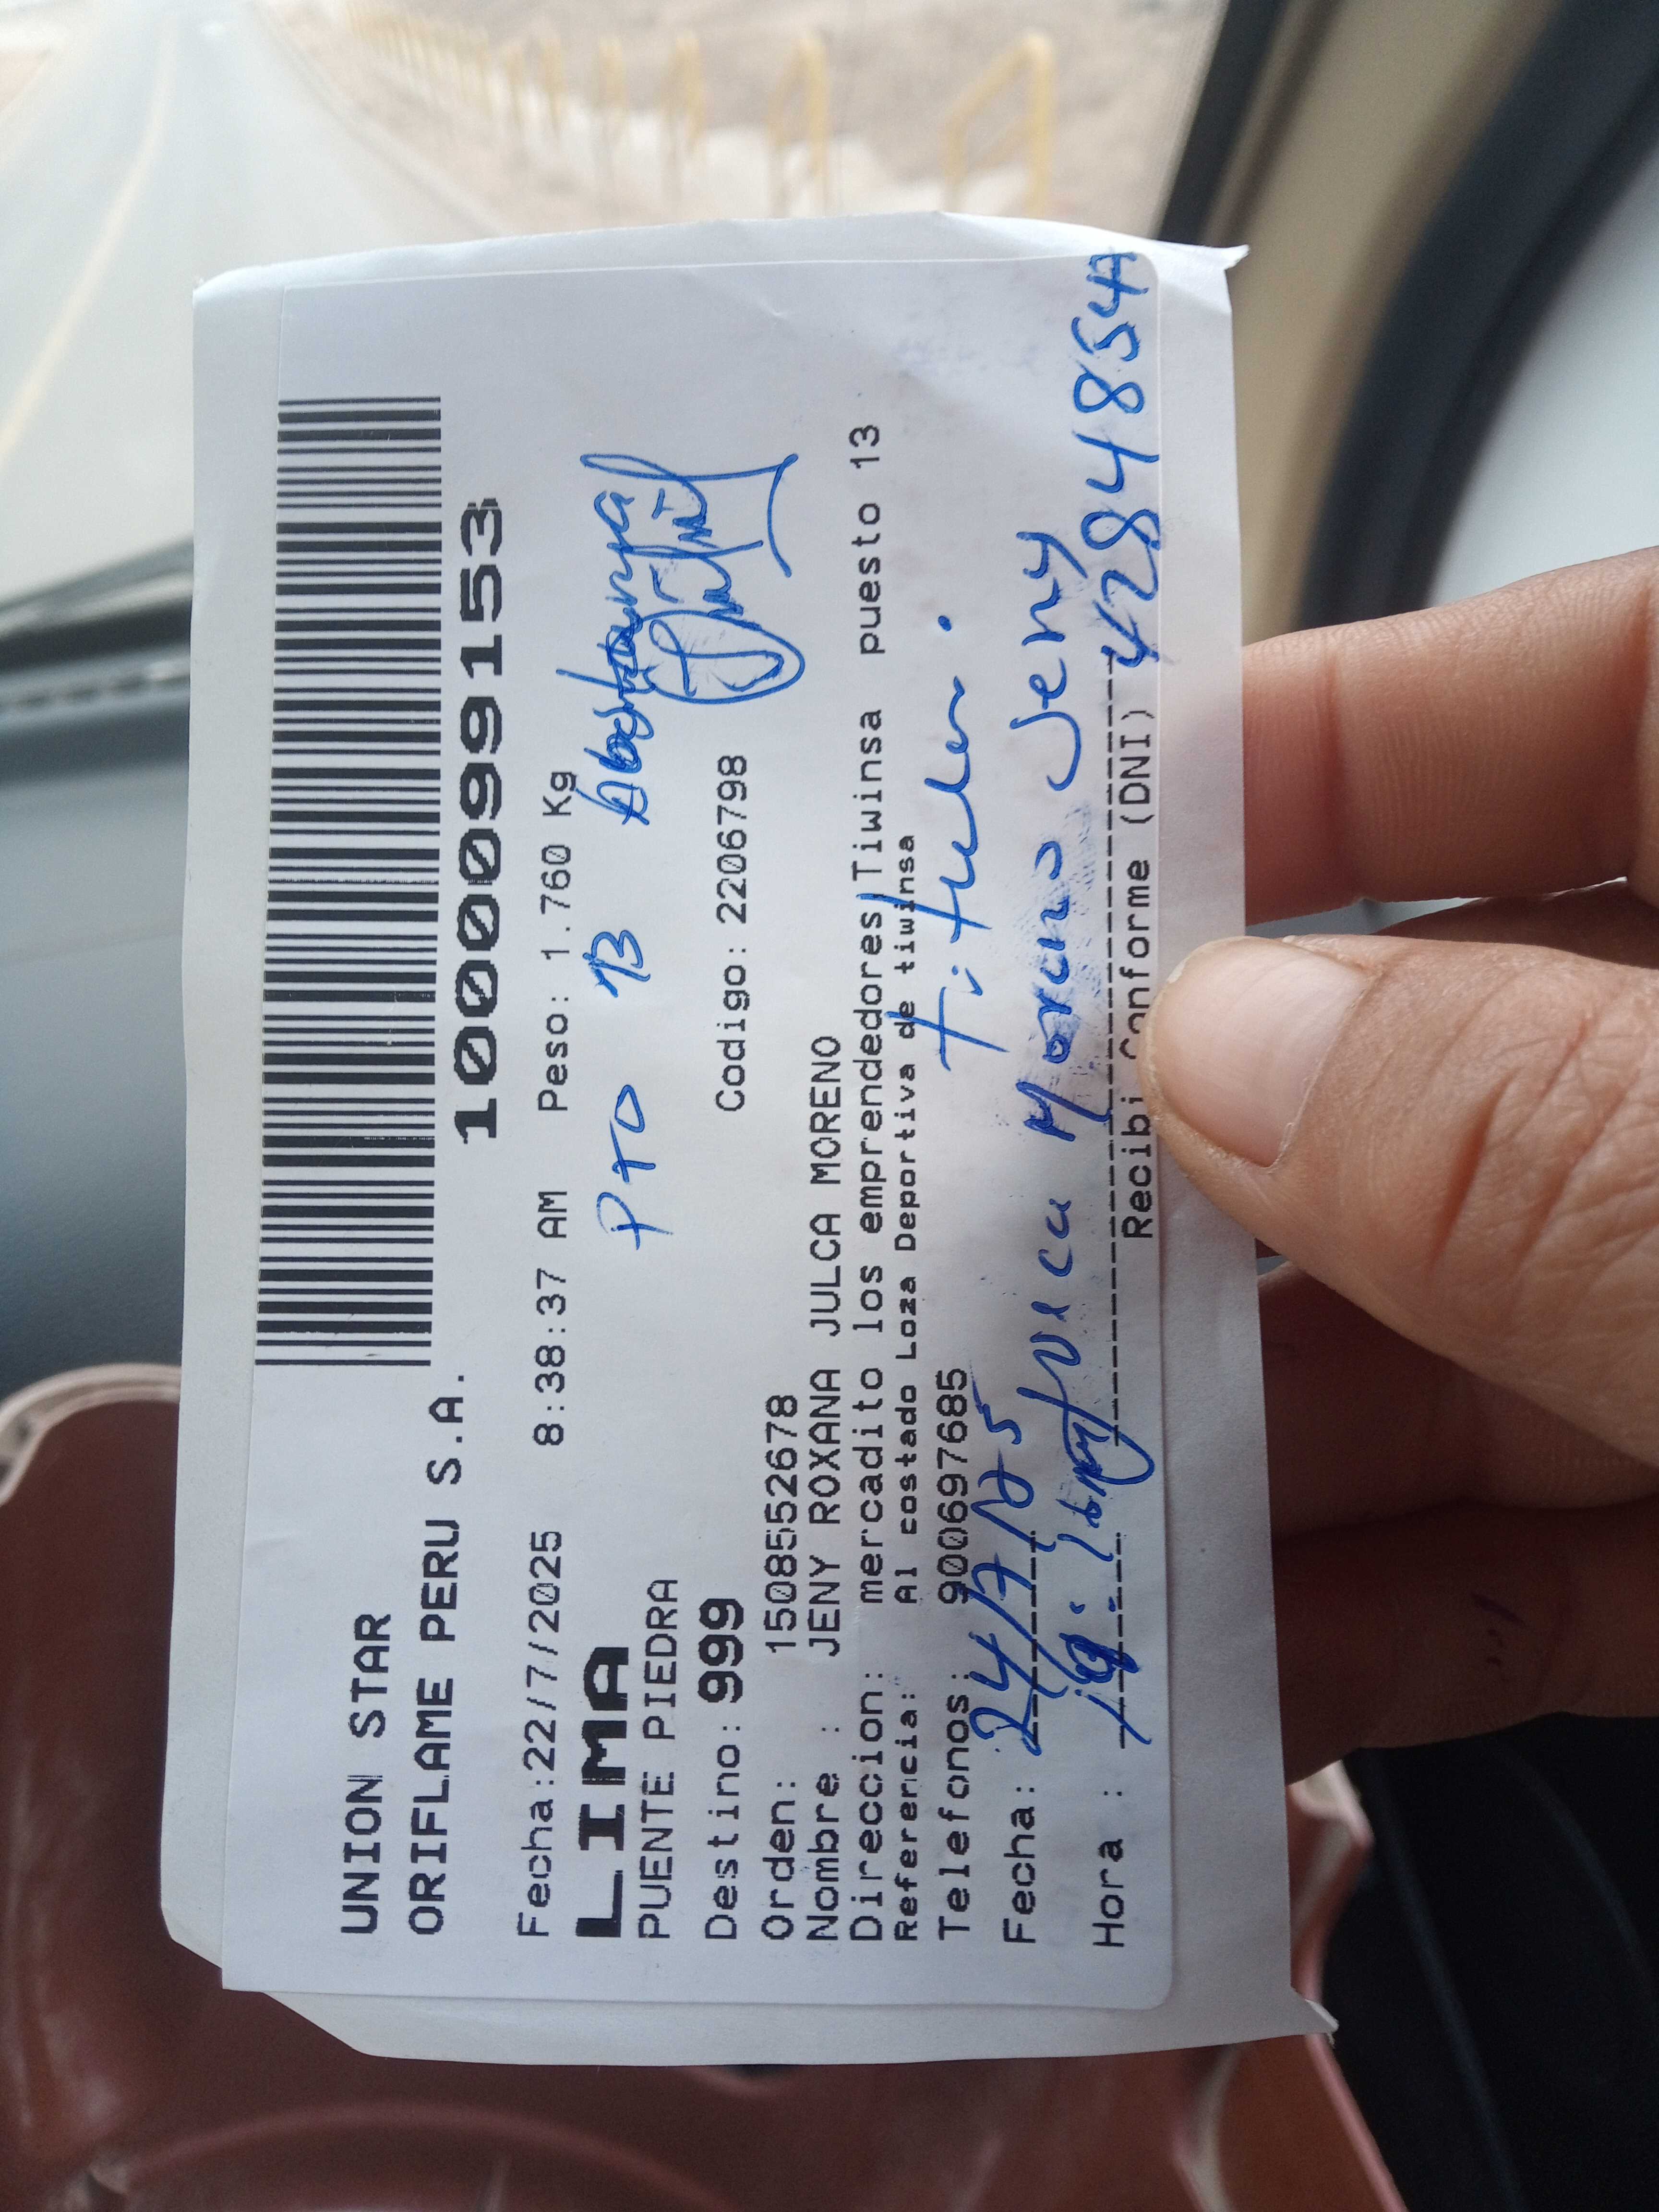 UNION STAR
ORIFLAME PERU S.A.
10000099153
Fecha:22/7/2025 8:38:37 AM Peso: 1.760 Kg
LIMA
PTO 13
PUENTE PIEDRA
Destino: 999 Codigo: 2206798
Orden: 1508552678
Nombre : JENY ROXANA JULCA MORENO
Direccion: mercadito los emprendedores Tiwinsa puesto 13
Referencia: Al costado Loza Deportiva de tiwinsa
Telefonos: 900697685
Titular.
Fecha: 24/7/25
Moreno Jeny
Hora :
Recibi Conforme (DNI) 42848544